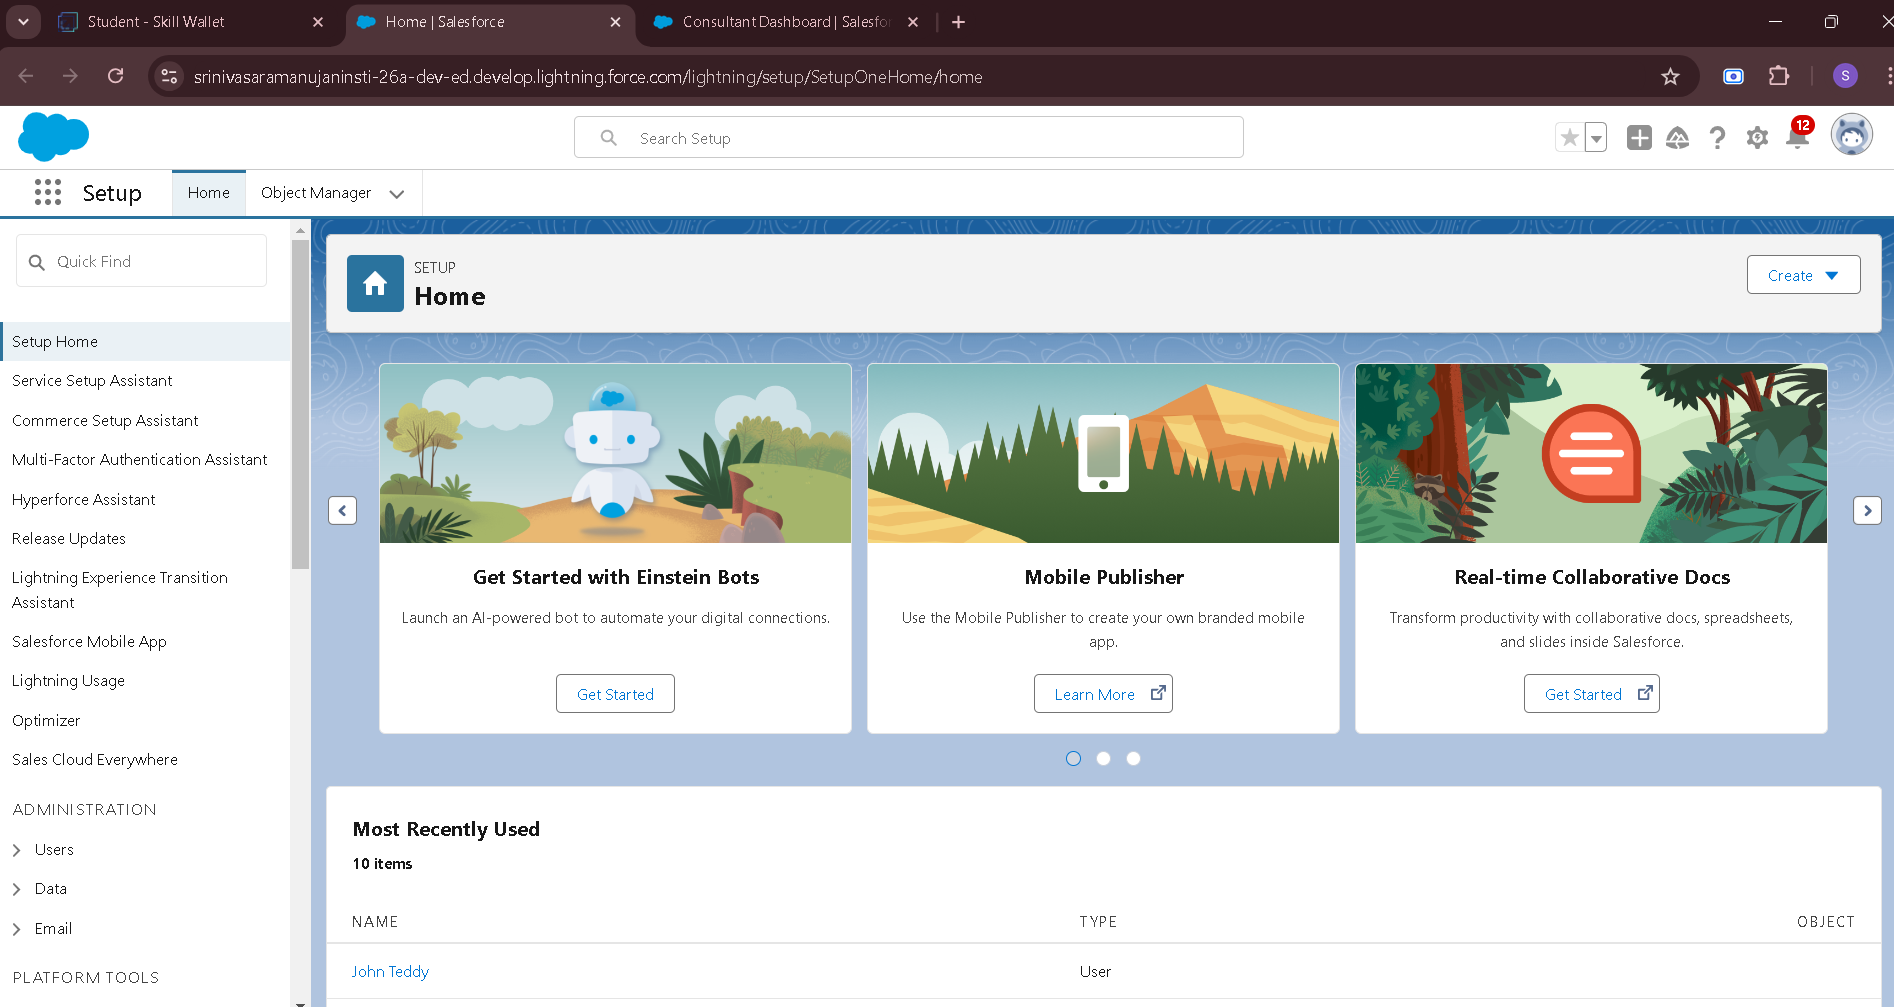 Student - Skill Wallet
Home | Salesforce
Consultant Dashboard | Salesfor
srinivasaramanujaninsti-26a-dev-ed.develop.lightning.force.com/lightning/setup/SetupOneHome/home
S
Search Setup
12
Setup
Home
Object Manager
Quick Find
Setup Home
Service Setup Assistant
Commerce Setup Assistant
Multi-Factor Authentication Assistant
Hyperforce Assistant
Release Updates
Lightning Experience Transition
Assistant
Salesforce Mobile App
Lightning Usage
Optimizer
Sales Cloud Everywhere
ADMINISTRATION
Users
Data
Email
PLATFORM TOOLS
SETUP
Home
Create
Get Started with Einstein Bots
Launch an AI-powered bot to automate your digital connections.
Get Started
Mobile Publisher
Use the Mobile Publisher to create your own branded mobile
app.
Learn More
Real-time Collaborative Docs
Transform productivity with collaborative docs, spreadsheets,
and slides inside Salesforce.
Get Started
Most Recently Used
10 items
NAME TYPE OBJECT
John Teddy User